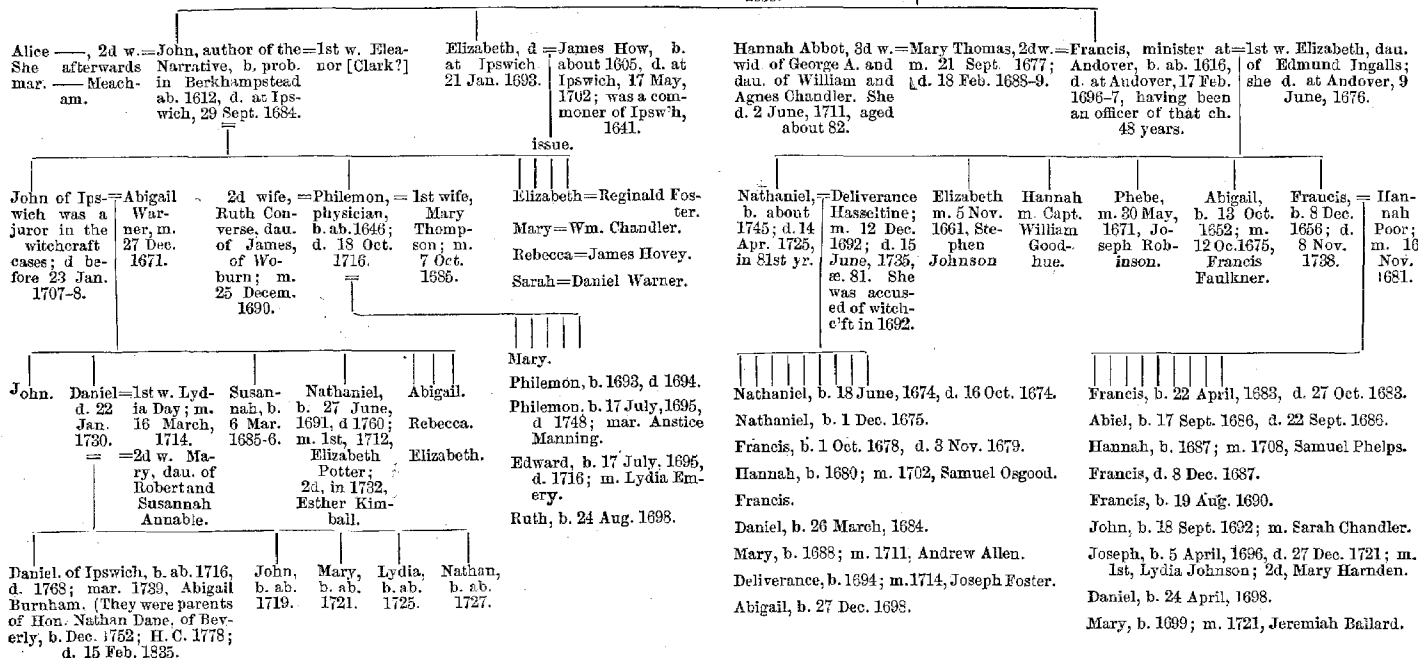 Alice ——, 2d w.=John, author of the=1st w. Elea-
She afterwards Narrative, b. prob. nor [Clark?]
mar. —— Meach- in Berkhampstead
am. ab. 1612, d. at Ips-
wich, 29 Sept. 1684.
Elizabeth, d =James How, b.
at Ipswich about 1605, d. at
21 Jan. 1693. Ipswich, 17 May,
1702; was a com-
moner of Ipsw'h,
1641.
issue.
Hannah Abbot, 3d w.=Mary Thomas, 2dw.=Francis, minister at=1st w. Elizabeth, dau.
wid of George A. and m. 21 Sept. 1677; Andover, b. ab. 1616, of Edmund Ingalls;
dau. of William and d. 18 Feb. 1688-9. d. at Andover, 17 Feb. she d. at Andover, 9
Agnes Chandler. She 1696-7, having been June, 1676.
d. 2 June, 1711, aged an officer of that ch.
about 82. 48 years.
John of Ips-=Abigail
wich was a War-
juror in the ner, m.
witchcraft 27 Dec.
cases; d be- 1671.
fore 23 Jan.
1707-8.
2d wife, =Philemon, = 1st wife,
Ruth Con- physician, Mary
verse, dau. b. ab. 1646; Thomp-
of James, d. 18 Oct. son; m.
of Wo- 1716. 7 Oct.
burn; m. 1685.
25 Decem.
1690.
Elizabeth=Reginald Fos-
ter.
Mary=Wm. Chandler.
Rebecca=James Hovey.
Sarah=Daniel Warner.
Nathaniel,=Deliverance
b. about Hasseltine;
1745; d. 14 m. 12 Dec.
Apr. 1725, 1692; d. 15
in 81st yr. June, 1735,
æ. 81. She
was accus-
ed of witch-
c'ft in 1692.
Elizabeth
m. 5 Nov.
1661, Ste-
phen
Johnson
Hannah
m. Capt.
William
Good-
hue.
Phebe,
m. 30 May,
1671, Jo-
seph Rob-
inson.
Abigail,
b. 13 Oct.
1652; m.
12 Oc. 1675,
Francis
Faulkner.
Francis, = Han-
b. 8 Dec. nah
1656; d. Poor;
8 Nov. m. 16
1738. Nov.
1681.
John.
Daniel=1st w. Lyd-
d. 22 ia Day; m.
Jan. 16 March,
1730. 1714.
=2d w. Ma-
ry, dau. of
Robert and
Susannah
Annable.
Susan-
nah, b.
6 Mar.
1685-6.
Nathaniel,
b. 27 June,
1691, d 1760;
m. 1st, 1712,
Elizabeth
Potter;
2d, in 1732,
Esther Kim-
ball.
Abigail.
Rebecca.
Elizabeth.
Mary.
Philemon, b. 1693, d 1694.
Philemon, b. 17 July, 1695,
d 1748; mar. Anstice
Manning.
Edward, b. 17 July, 1695,
d. 1716; m. Lydia Em-
ery.
Ruth, b. 24 Aug. 1698.
Nathaniel, b. 18 June, 1674, d. 16 Oct. 1674.
Nathaniel, b. 1 Dec. 1675.
Francis, b. 1 Oct. 1678, d. 3 Nov. 1679.
Hannah, b. 1680; m. 1702, Samuel Osgood.
Francis.
Daniel, b. 26 March, 1684.
Mary, b. 1688; m. 1711, Andrew Allen.
Deliverance, b. 1694; m. 1714, Joseph Foster.
Abigail, b. 27 Dec. 1698.
Francis, b. 22 April, 1683, d. 27 Oct. 1683.
Abiel, b. 17 Sept. 1686, d. 22 Sept. 1686.
Hannah, b. 1687; m. 1708, Samuel Phelps.
Francis, d. 8 Dec. 1687.
Francis, b. 19 Aug. 1690.
John, b. 18 Sept. 1692; m. Sarah Chandler.
Joseph, b. 5 April, 1696, d. 27 Dec. 1721; m.
1st, Lydia Johnson; 2d, Mary Harnden.
Daniel, b. 24 April, 1698.
Mary, b. 1699; m. 1721, Jeremiah Ballard.
Daniel, of Ipswich, b. ab. 1716,
d. 1768; mar. 1739, Abigail
Burnham. (They were parents
of Hon. Nathan Dane, of Bev-
erly, b. Dec. 1752; H. C. 1778;
d. 15 Feb. 1835.
John,
b. ab.
1719.
Mary,
b. ab.
1721.
Lydia,
b. ab.
1725.
Nathan,
b. ab.
1727.